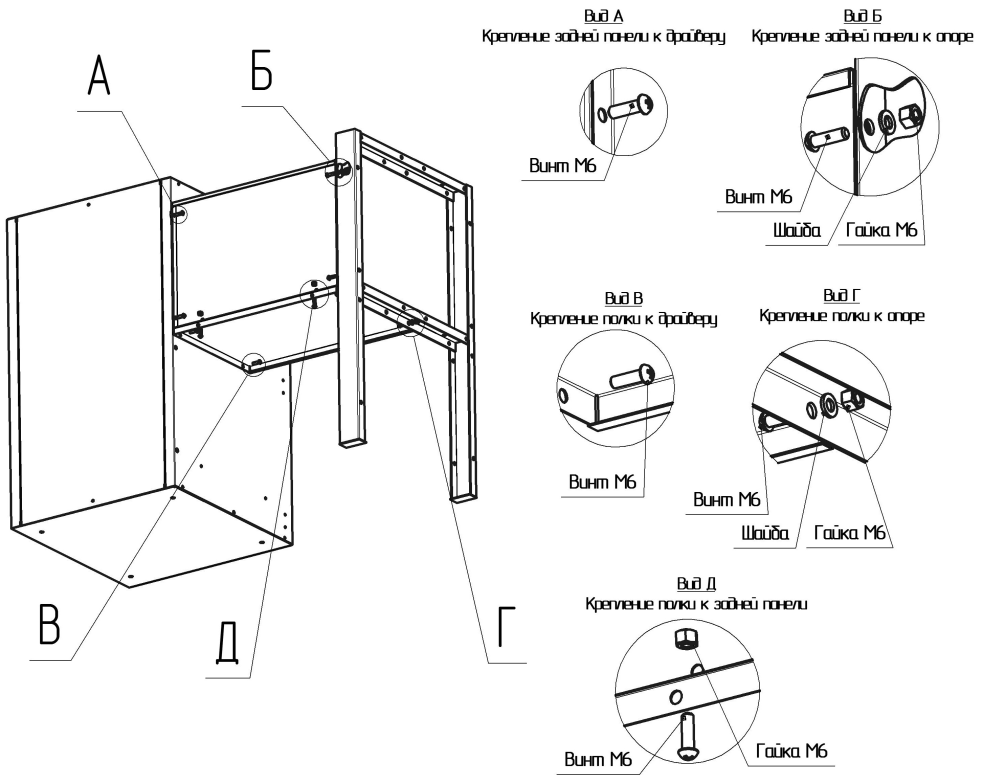 А
Б
В
Д
Г
Вид А
Крепление задней панели к драйверу
Винт М6
Вид Б
Крепление задней панели к опоре
Винт М6
Шайба
Гайка М6
Вид В
Крепление полки к драйверу
Винт М6
Вид Г
Крепление полки к опоре
Винт М6
Шайба
Гайка М6
Вид Д
Крепление полки к задней панели
Винт М6
Гайка М6